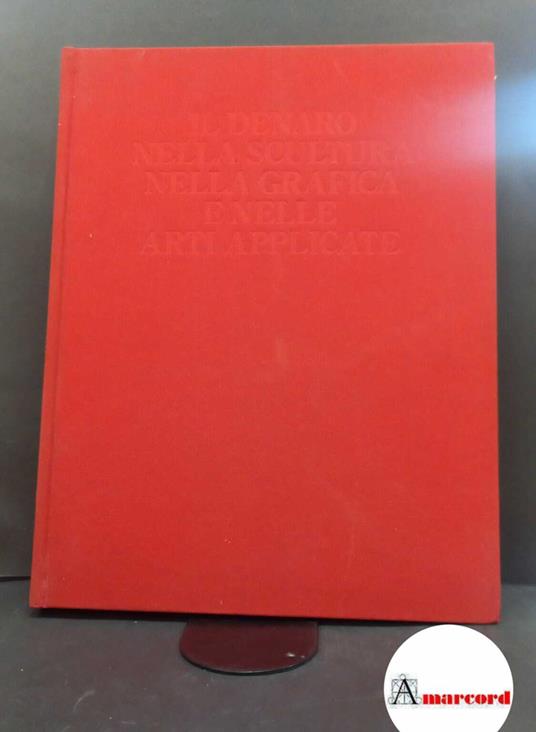 IL DENARO
NELLA SCULTURA
NELLA GRAFICA
E NELLE
ARTI APPLICATE
Amarcord